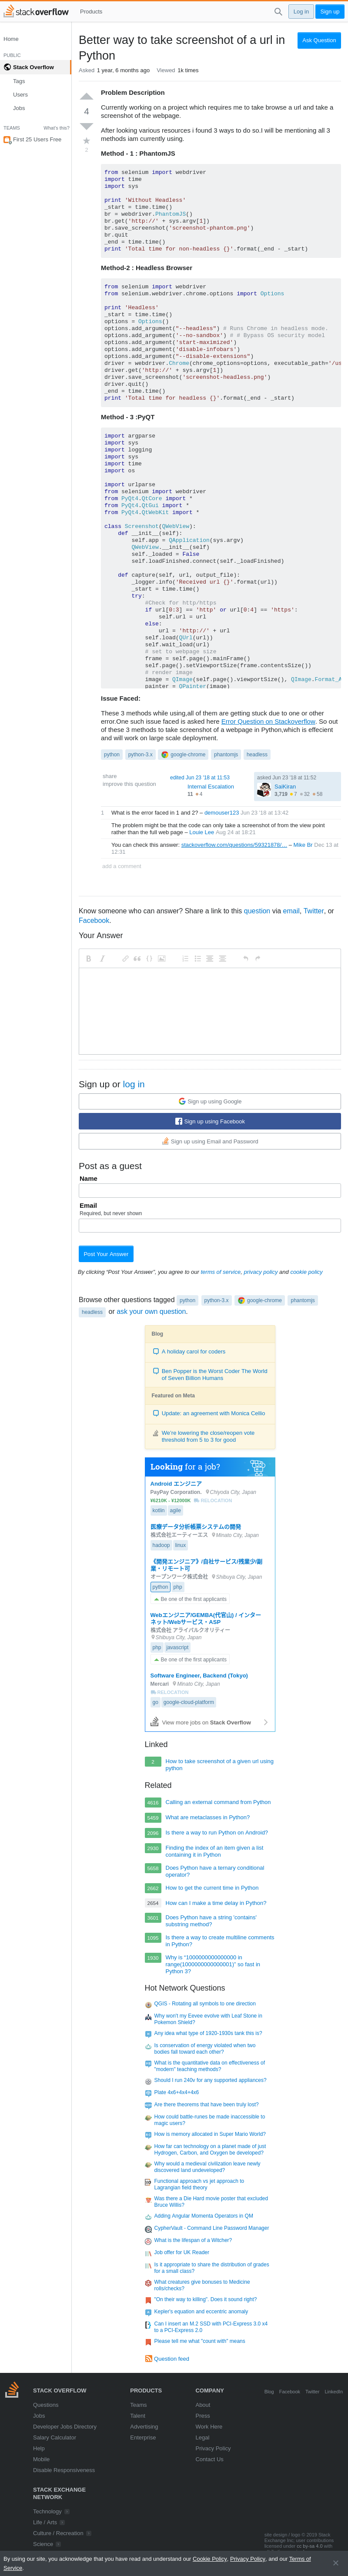 stackoverflow
Products
Log in
Sign up
Home
PUBLIC
Stack Overflow
Tags
Users
Jobs
TEAMS
What's this?
First 25 Users Free
Better way to take screenshot of a url in
Python
Ask Question
Asked 1 year, 6 months ago Viewed 1k times
4
2
Problem Description
Currently working on a project which requires me to take browse a url and take a
screenshot of the webpage.
After looking various resources i found 3 ways to do so.I will be mentioning all 3
methods iam currently using.
Method - 1 : PhantomJS
from selenium import webdriver
import time
import sys
print 'Without Headless'
_start = time.time()
br = webdriver.PhantomJS()
br.get('http://' + sys.argv[1])
br.save_screenshot('screenshot-phantom.png')
br.quit
_end = time.time()
print 'Total time for non-headless {}'.format(_end - _start)
Method-2 : Headless Browser
from selenium import webdriver
from selenium.webdriver.chrome.options import Options
print 'Headless'
_start = time.time()
options = Options()
options.add_argument("--headless") # Runs Chrome in headless mode.
options.add_argument('--no-sandbox') # # Bypass OS security model
options.add_argument('start-maximized')
options.add_argument('disable-infobars')
options.add_argument("--disable-extensions")
driver = webdriver.Chrome(chrome_options=options, executable_path='/us
driver.get('http://' + sys.argv[1])
driver.save_screenshot('screenshot-headless.png')
driver.quit()
_end = time.time()
print 'Total time for headless {}'.format(_end - _start)
Method - 3 :PyQT
import argparse
import sys
import logging
import sys
import time
import os
import urlparse
from selenium import webdriver
from PyQt4.QtCore import *
from PyQt4.QtGui import *
from PyQt4.QtWebKit import *
class Screenshot(QWebView):
def __init__(self):
self.app = QApplication(sys.argv)
QWebView.__init__(self)
self._loaded = False
self.loadFinished.connect(self._loadFinished)
def capture(self, url, output_file):
_logger.info('Received url {}'.format(url))
_start = time.time()
try:
#Check for http/https
if url[0:3] == 'http' or url[0:4] == 'https':
self.url = url
else:
url = 'http://' + url
self.load(QUrl(url))
self.wait_load(url)
# set to webpage size
frame = self.page().mainFrame()
self.page().setViewportSize(frame.contentsSize())
# render image
image = QImage(self.page().viewportSize(), QImage.Format_A
painter = QPainter(image)
Issue Faced:
These 3 methods while using,all of them are getting stuck due to one or other
error.One such issue faced is asked here Error Question on Stackoverflow. So out
of these 3 methods to take screenshot of a webpage in Python,which is effecient
and will work on large scale deployment.
python python-3.x google-chrome phantomjs headless
share
improve this question
edited Jun 23 '18 at 11:53
Internal Escalation
11 4
asked Jun 23 '18 at 11:52
SaiKiran
3,719 7 32 58
1 What is the error faced in 1 and 2? – demouser123 Jun 23 '18 at 13:42
The problem might be that the code can only take a screenshot of from the view point
rather than the full web page – Louie Lee Aug 24 at 18:21
You can check this answer: stackoverflow.com/questions/59321878/… – Mike Br Dec 13 at
12:31
add a comment
Know someone who can answer? Share a link to this question via email, Twitter, or
Facebook.
Your Answer
Sign up or log in
Sign up using Google
Sign up using Facebook
Sign up using Email and Password
Post as a guest
Name
Email
Required, but never shown
Post Your Answer
By clicking “Post Your Answer”, you agree to our terms of service, privacy policy and cookie policy
Browse other questions tagged python python-3.x google-chrome phantomjs
headless or ask your own question.
Blog
A holiday carol for coders
Ben Popper is the Worst Coder The World
of Seven Billion Humans
Featured on Meta
Update: an agreement with Monica Cellio
We're lowering the close/reopen vote
threshold from 5 to 3 for good
Looking for a job?
Android エンジニア
PayPay Corporation. Chiyoda City, Japan
¥6210K - ¥12000K RELOCATION
kotlin agile
医療データ分析帳票システムの開発
株式会社エーティーエス Minato City, Japan
hadoop linux
《開発エンジニア》/自社サービス/残業少/副
業・リモート可
オープンワーク株式会社 Shibuya City, Japan
python php
Be one of the first applicants
Webエンジニア/GEMBA(代官山) / インター
ネット/Webサービス・ASP
株式会社 アライバルクオリティー
Shibuya City, Japan
php javascript
Be one of the first applicants
Software Engineer, Backend (Tokyo)
Mercari Minato City, Japan
RELOCATION
go google-cloud-platform
View more jobs on Stack Overflow
Linked
2 How to take screenshot of a given url using
python
Related
Calling an external command from Python
What are metaclasses in Python?
Is there a way to run Python on Android?
Finding the index of an item given a list
containing it in Python
Does Python have a ternary conditional
operator?
How to get the current time in Python
2654 How can I make a time delay in Python?
Does Python have a string 'contains'
substring method?
Is there a way to create multiline comments
in Python?
Why is “1000000000000000 in
range(1000000000000001)” so fast in
Python 3?
Hot Network Questions
QGIS - Rotating all symbols to one direction
Why won't my Eevee evolve with Leaf Stone in
Pokemon Shield?
Any idea what type of 1920-1930s tank this is?
Is conservation of energy violated when two
bodies fall toward each other?
What is the quantitative data on effectiveness of
"modern" teaching methods?
Should I run 240v for any supported appliances?
Plate 4x6+4x4+4x6
Are there theorems that have been truly lost?
How could battle-runes be made inaccessible to
magic users?
How is memory allocated in Super Mario World?
How far can technology on a planet made of just
Hydrogen, Carbon, and Oxygen be developed?
Why would a medieval civilization leave newly
discovered land undeveloped?
Functional approach vs jet approach to
Lagrangian field theory
Was there a Die Hard movie poster that excluded
Bruce Willis?
Adding Angular Momenta Operators in QM
CypherVault - Command Line Password Manager
What is the lifespan of a Witcher?
Job offer for UK Reader
Is it appropriate to share the distribution of grades
for a small class?
What creatures give bonuses to Medicine
rolls/checks?
"On their way to killing". Does it sound right?
Kepler's equation and eccentric anomaly
Can I insert an M.2 SSD with PCI-Express 3.0 x4
to a PCI-Express 2.0
Please tell me what "count with" means
Question feed
STACK OVERFLOW
Questions
Jobs
Developer Jobs Directory
Salary Calculator
Help
Mobile
Disable Responsiveness
PRODUCTS
Teams
Talent
Advertising
Enterprise
COMPANY
About
Press
Work Here
Legal
Privacy Policy
Contact Us
STACK EXCHANGE
NETWORK
Technology
Life / Arts
Culture / Recreation
Science
Blog Facebook Twitter LinkedIn
site design / logo © 2019 Stack
Exchange Inc; user contributions
licensed under cc by-sa 4.0 with
By using our site, you acknowledge that you have read and understand our Cookie Policy, Privacy Policy, and our Terms of
Service.